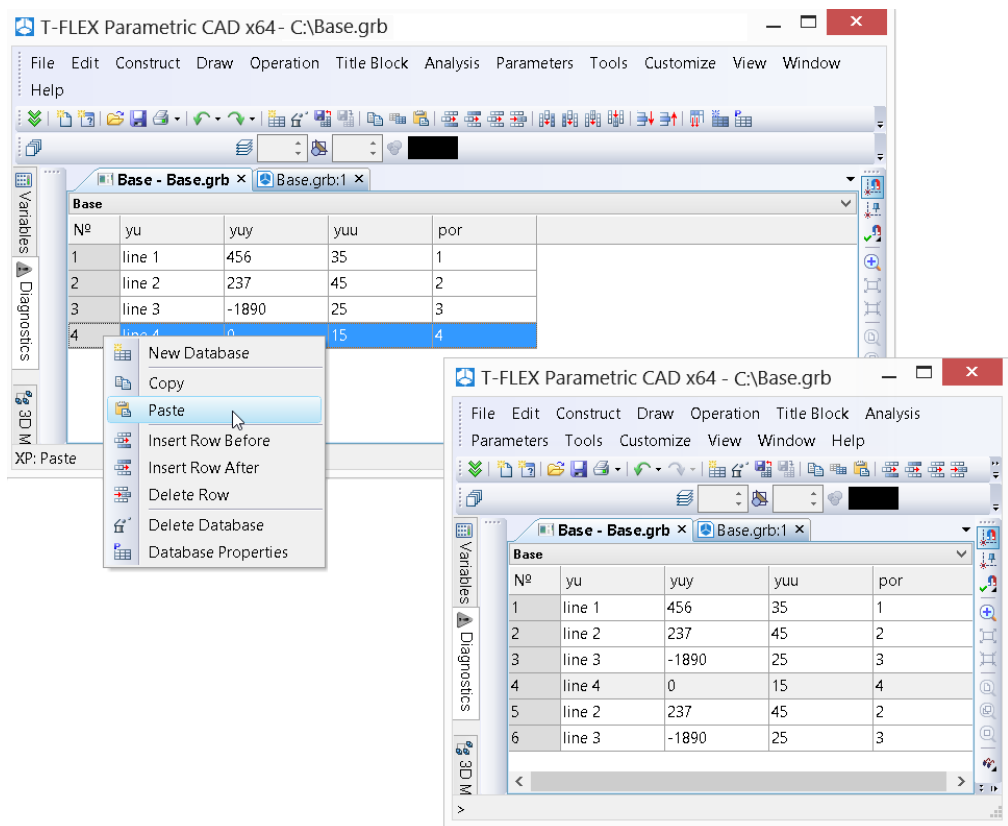 T-FLEX Parametric CAD x64- C:\Base.grb
File Edit Construct Draw Operation Title Block Analysis Parameters Tools Customize View Window
Help
Variables
Diagnostics
3D M
Base - Base.grb
Base.grb:1
Base
Nº yu yuy yuu por
1 line 1 456 35 1
2 line 2 237 45 2
3 line 3 -1890 25 3
4 line 4 0 15 4
New Database
Copy
Paste
Insert Row Before
Insert Row After
Delete Row
Delete Database
Database Properties
XP: Paste
T-FLEX Parametric CAD x64 - C:\Base.grb
File Edit Construct Draw Operation Title Block Analysis
Parameters Tools Customize View Window Help
Variables
Diagnostics
3D M
Base - Base.grb
Base.grb:1
Base
Nº yu yuy yuu por
1 line 1 456 35 1
2 line 2 237 45 2
3 line 3 -1890 25 3
4 line 4 0 15 4
5 line 2 237 45 2
6 line 3 -1890 25 3
>